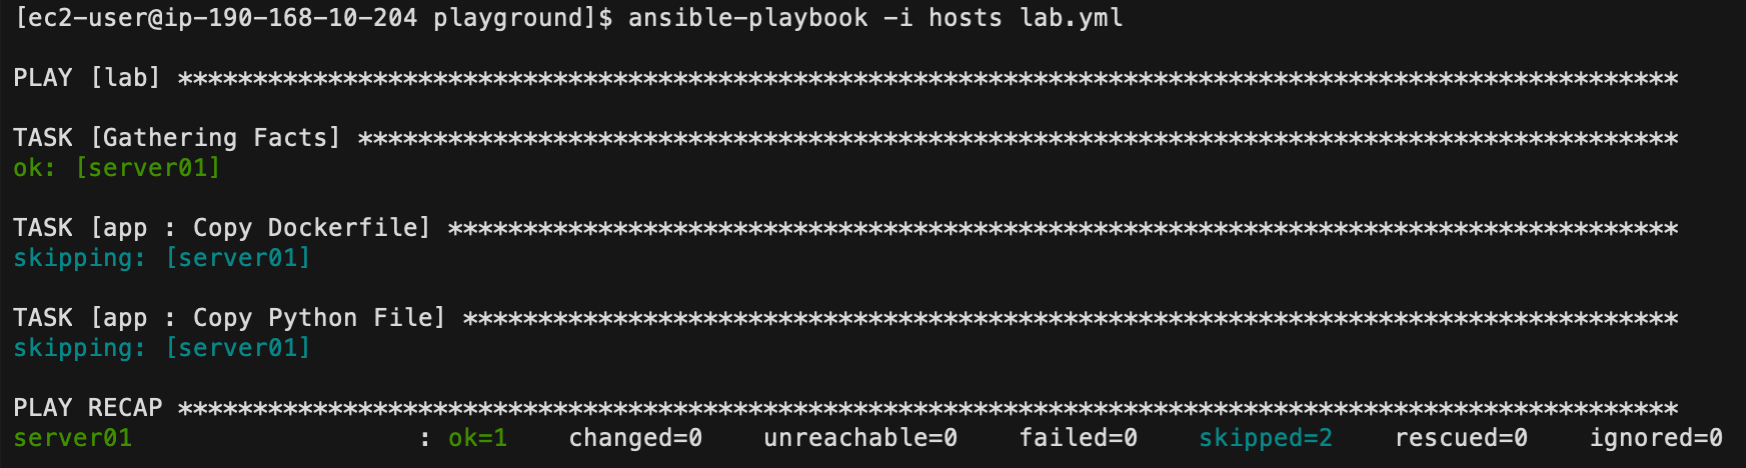 [ec2-user@ip-190-168-10-204 playground]$ ansible-playbook -i hosts lab.yml
PLAY [lab] ****************************************************************************************************
TASK [Gathering Facts] ****************************************************************************************
ok: [server01]
TASK [app : Copy Dockerfile] **********************************************************************************
skipping: [server01]
TASK [app : Copy Python File] *********************************************************************************
skipping: [server01]
PLAY RECAP ****************************************************************************************************
server01                   : ok=1    changed=0    unreachable=0    failed=0    skipped=2    rescued=0    ignored=0